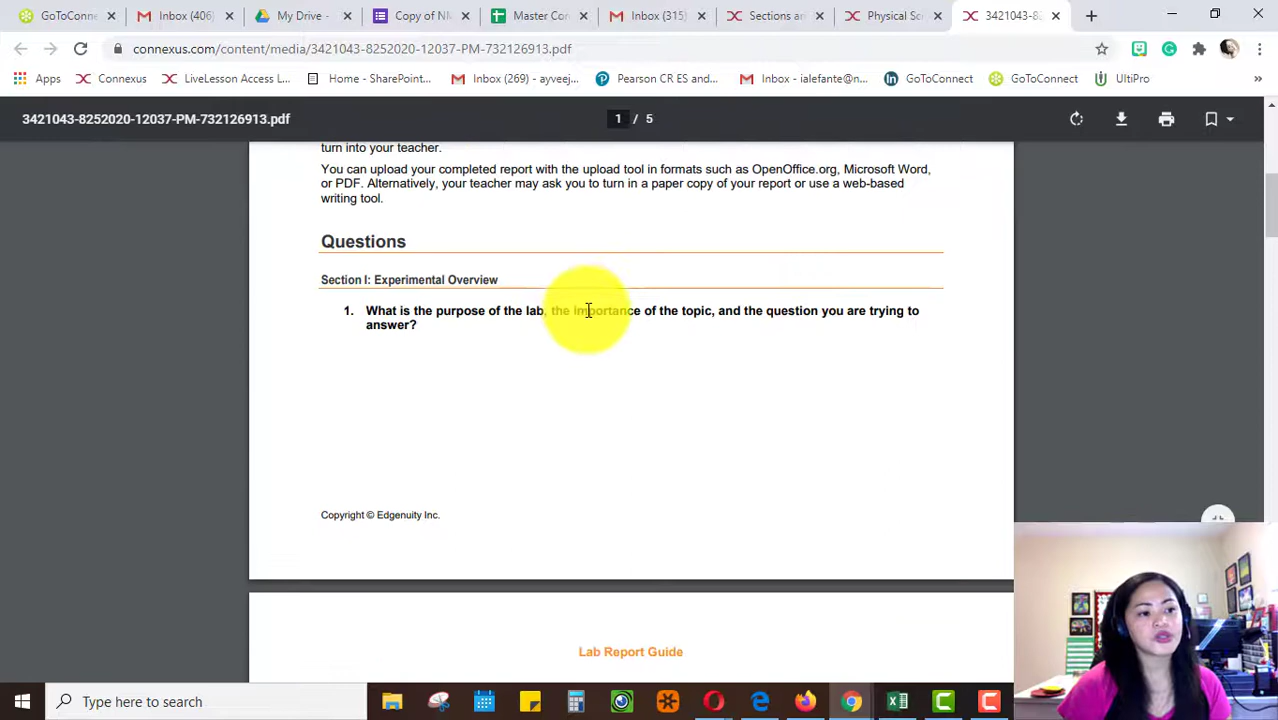 GoToConne
Inbox (406)
My Drive -
Copy of NM
Master Cor
Inbox (315)
Sections an
Physical Sc
3421043-82
connexus.com/content/media/3421043-8252020-12037-PM-732126913.pdf
Apps
Connexus
LiveLesson Access L...
Home - SharePoint...
Inbox (269) - ayveej...
Pearson CR ES and...
Inbox - ialefante@n...
GoToConnect
GoToConnect
UltiPro
3421043-8252020-12037-PM-732126913.pdf
1 / 5
turn into your teacher.
You can upload your completed report with the upload tool in formats such as OpenOffice.org, Microsoft Word,
or PDF. Alternatively, your teacher may ask you to turn in a paper copy of your report or use a web-based
writing tool.
Questions
Section I: Experimental Overview
1. What is the purpose of the lab, the importance of the topic, and the question you are trying to
answer?
Copyright © Edgenuity Inc.
Lab Report Guide
Type here to search